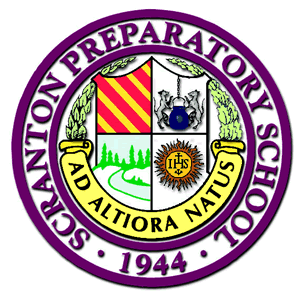 SCRANTON PREPARATORY SCHOOL
· 1944 ·
IHS
AD ALTIORA NATUS